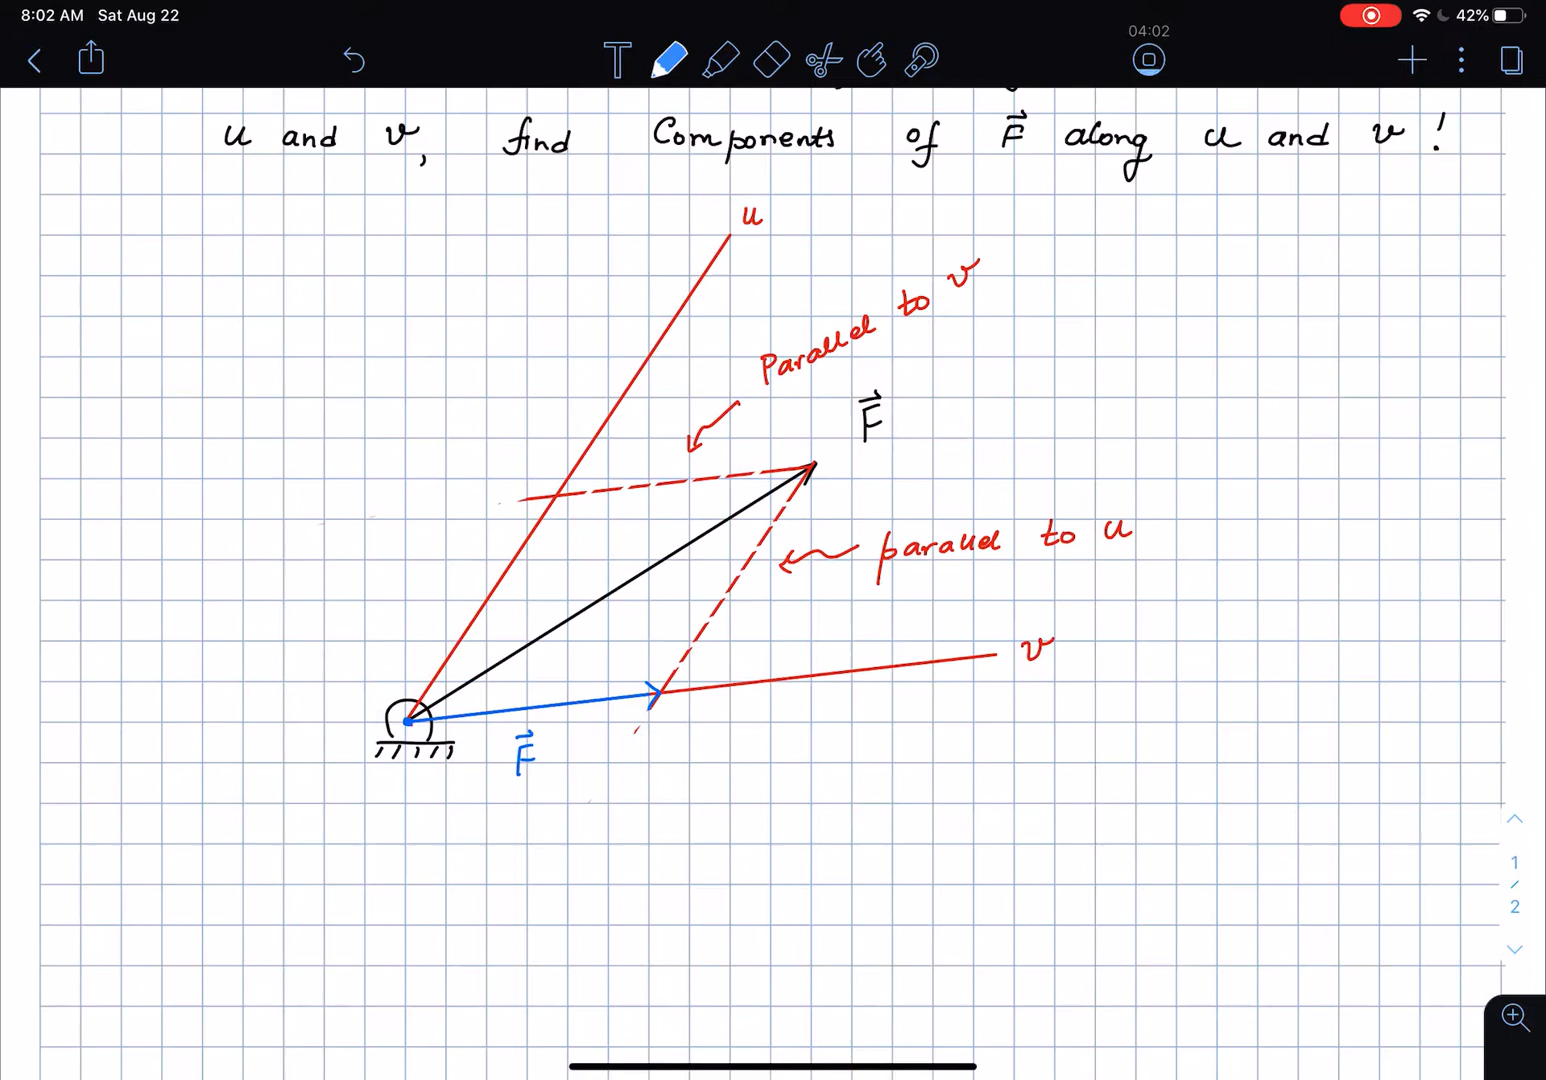 8:02 AM Sat Aug 22
42%
04:02
T
u and v, find Components of F⃗ along u and v !
u
Parallel to v
F⃗
parallel to u
v
F⃗
1
/
2